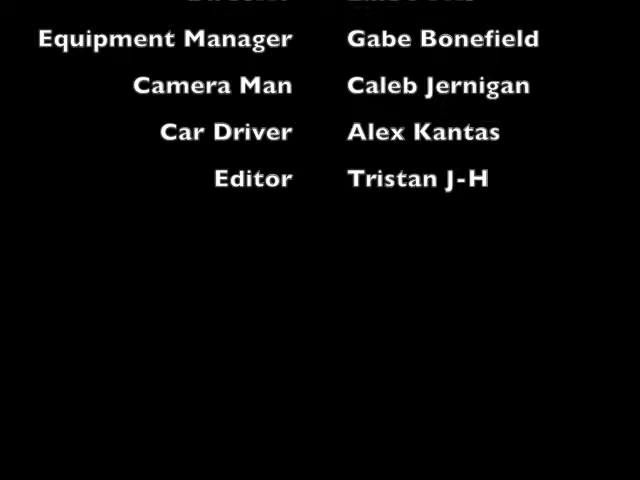 Equipment Manager Gabe Bonefield
Camera Man Caleb Jernigan
Car Driver Alex Kantas
Editor Tristan J-H